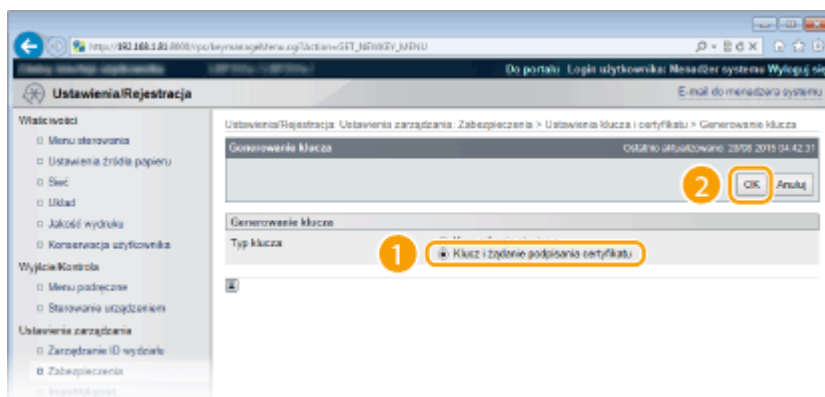 Do portalu Login użytkownika: Menedżer systemu Wyloguj się
Ustawienia/Rejestracja
E-mail do menedżera systemu
Właściwości
Menu sterowania
Ustawienia źródła papieru
Sieć
Układ
Jakość wydruku
Konserwacja użytkownika
Wyjście/Kontrola
Menu podręczne
Sterowanie urządzeniem
Ustawienia zarządzania
Zarządzanie ID wydziału
Zabezpieczenia
Import/Eksport
Ustawienia/Rejestracja: Ustawienia zarządzania: Zabezpieczenia > Ustawienia klucza i certyfikatu > Generowanie klucza
Generowanie klucza
Ostatnio aktualizowano: 28/08 2015 04:42:31
2
OK Anuluj
Generowanie klucza
Typ klucza:
1
Klucz i żądanie podpisania certyfikatu